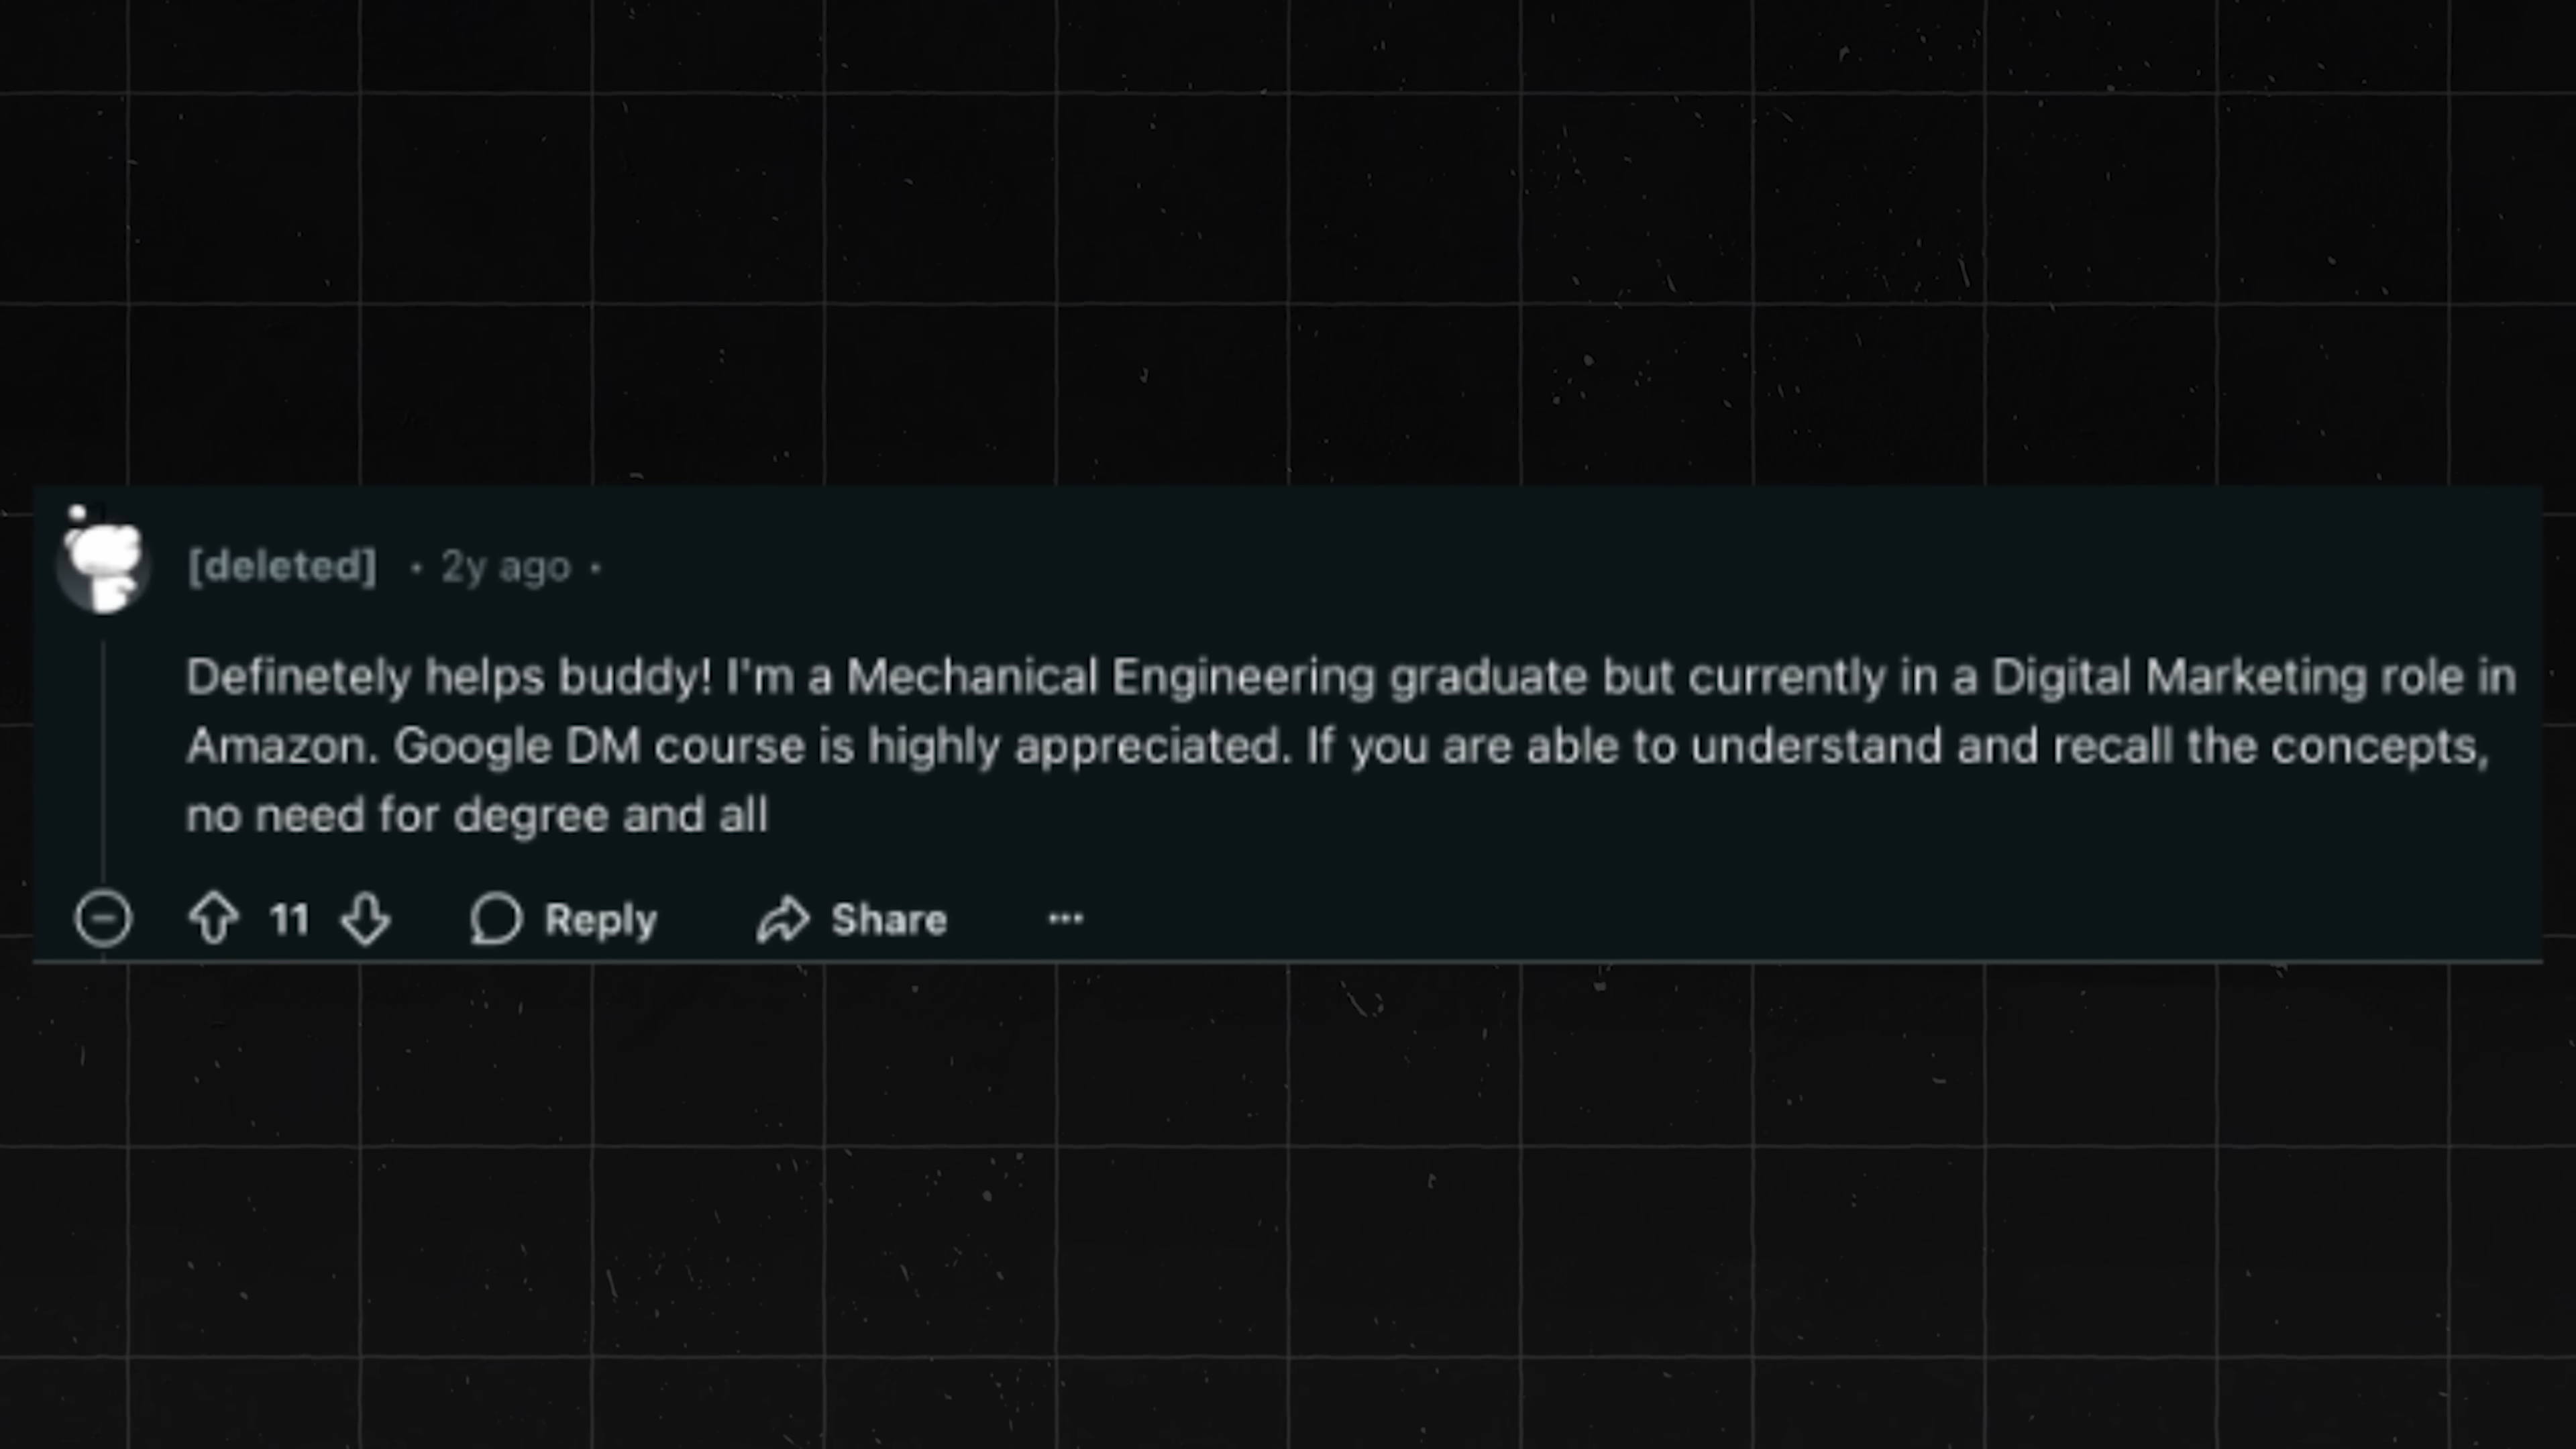 [deleted] • 2y ago •
Definetely helps buddy! I'm a Mechanical Engineering graduate but currently in a Digital Marketing role in
Amazon. Google DM course is highly appreciated. If you are able to understand and recall the concepts,
no need for degree and all
11 Reply Share ...